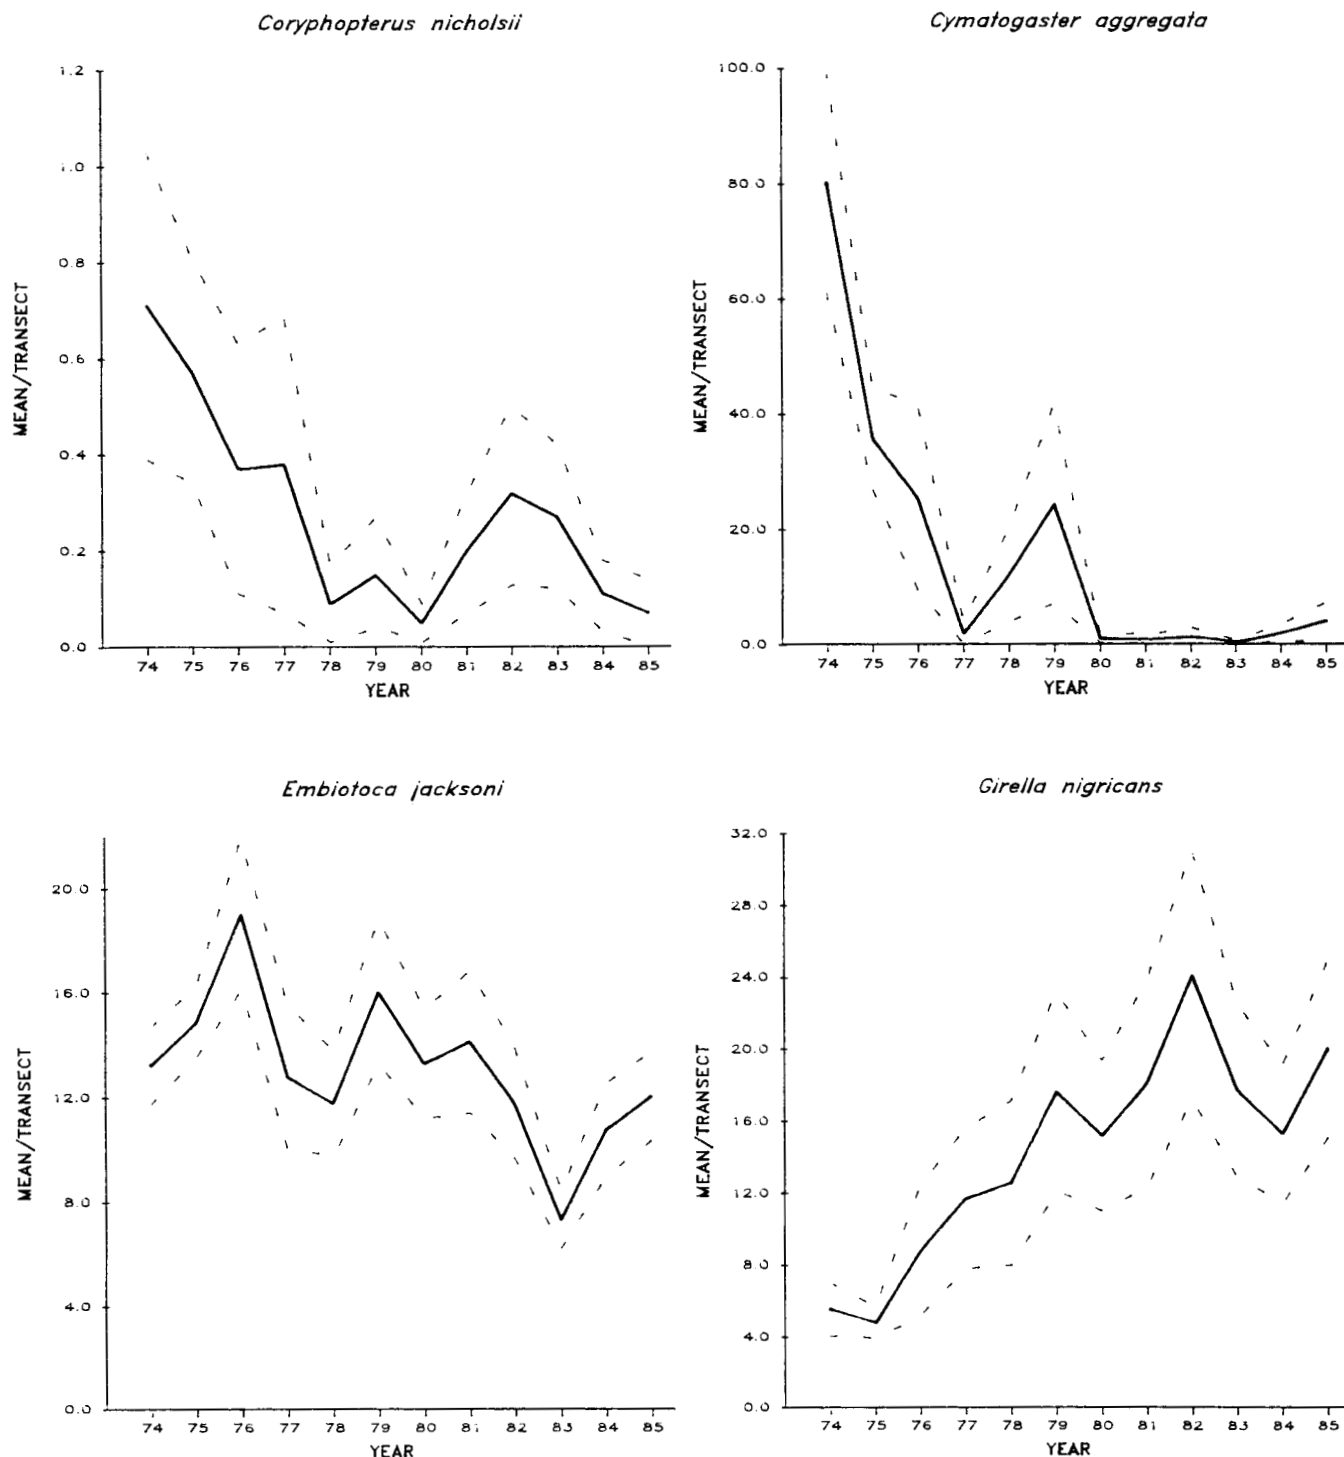 Coryphopterus nicholsii
1.2
1.0
0.8
0.6
0.4
0.2
0.0
MEAN/TRANSECT
74 75 76 77 78 79 80 81 82 83 84 85
YEAR
Cymatogaster aggregata
100.0
80.0
60.0
40.0
20.0
0.0
MEAN/TRANSECT
74 75 76 77 78 79 80 81 82 83 84 85
YEAR
Embiotoca jacksoni
20.0
16.0
12.0
8.0
4.0
0.0
MEAN/TRANSECT
74 75 76 77 78 79 80 81 82 83 84 85
YEAR
Girella nigricans
32.0
28.0
24.0
20.0
16.0
12.0
8.0
4.0
0.0
MEAN/TRANSECT
74 75 76 77 78 79 80 81 82 83 84 85
YEAR